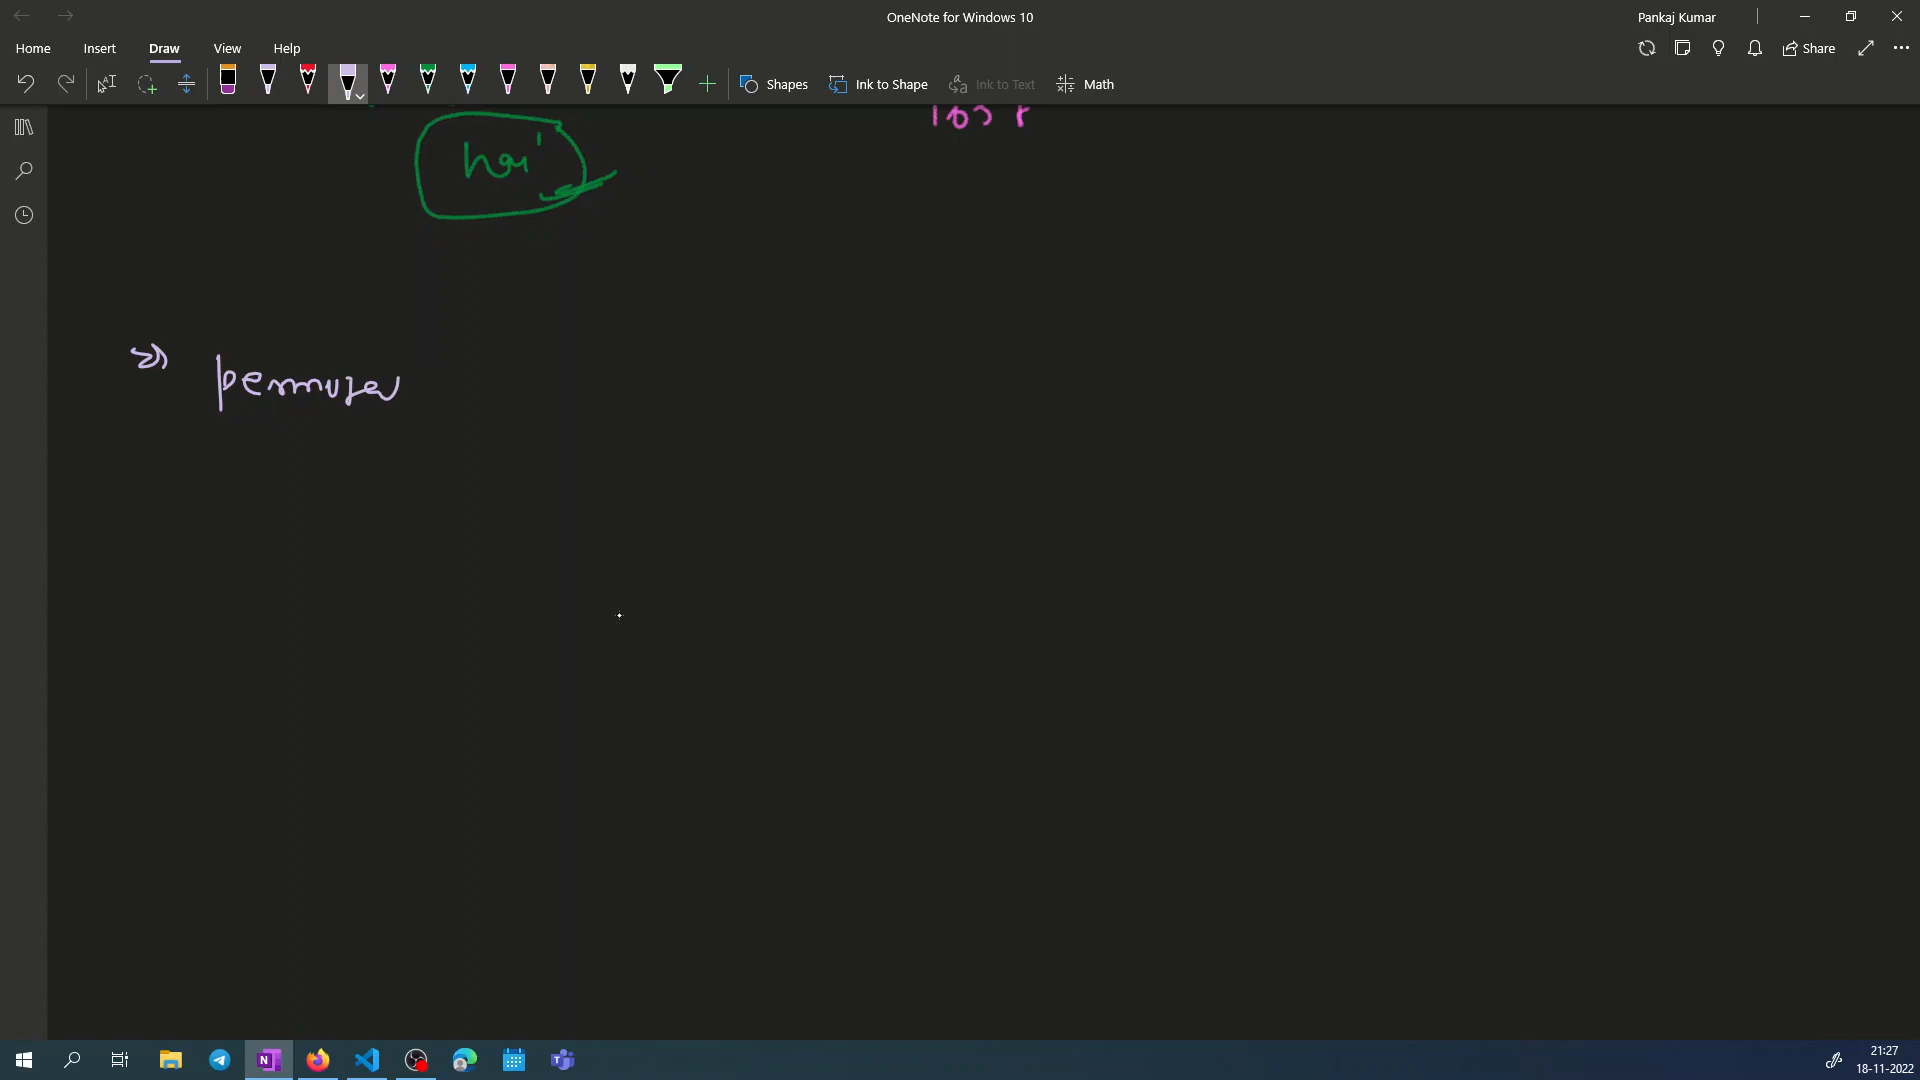 OneNote for Windows 10
Pankaj Kumar
Home Insert Draw View Help
Share
Shapes Ink to Shape Ink to Text Math
hai
21:27
18-11-2022